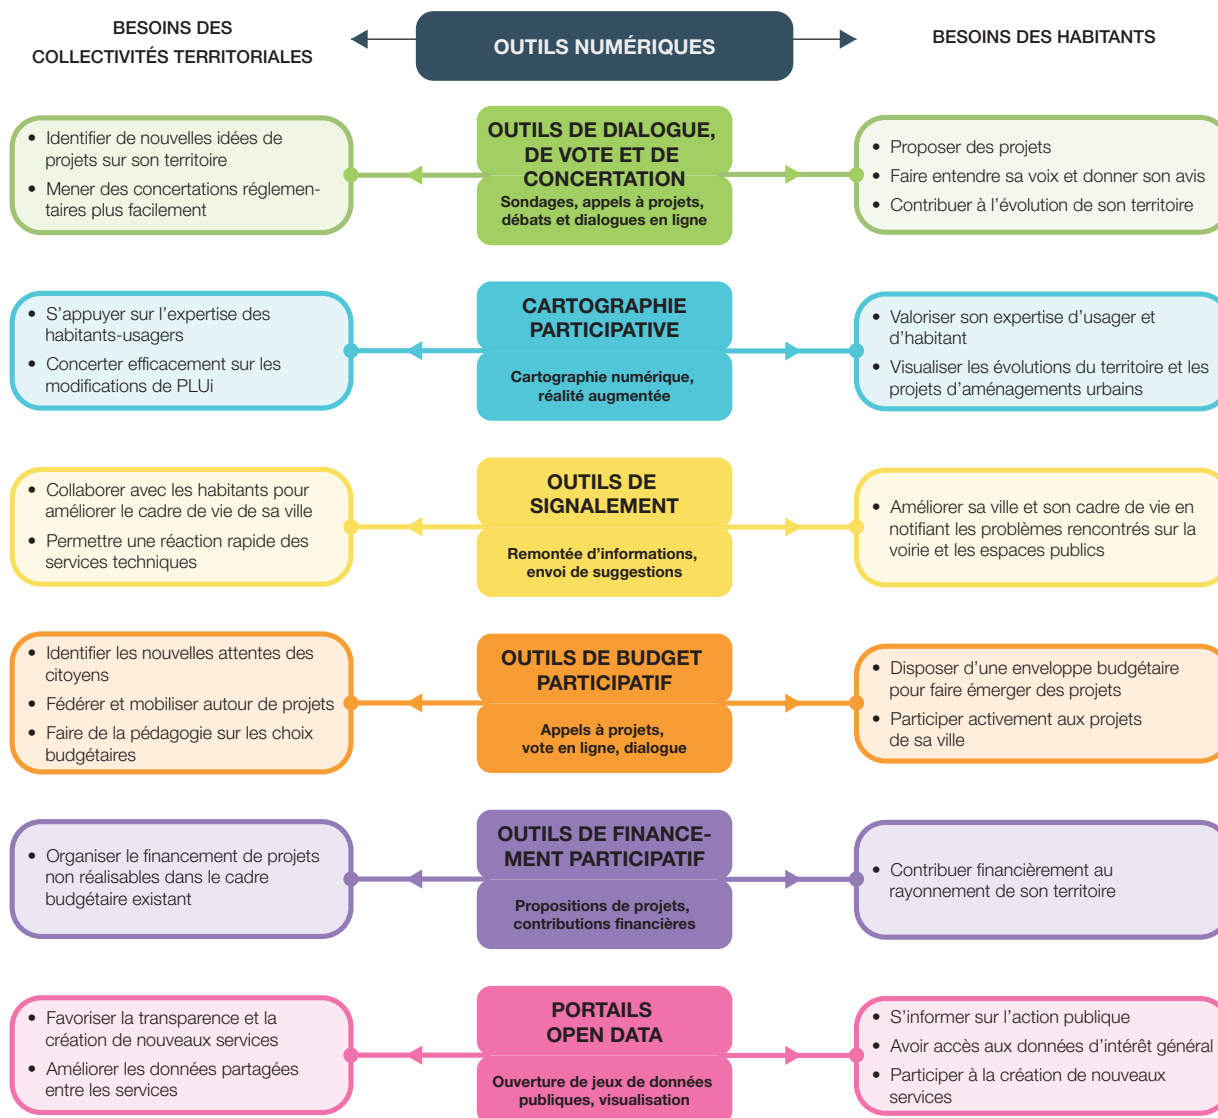 BESOINS DES
COLLECTIVITÉS TERRITORIALES
OUTILS NUMÉRIQUES
BESOINS DES HABITANTS
• Identifier de nouvelles idées de
projets sur son territoire
• Mener des concertations réglemen-
taires plus facilement
OUTILS DE DIALOGUE,
DE VOTE ET DE
CONCERTATION
Sondages, appels à projets,
débats et dialogues en ligne
• Proposer des projets
• Faire entendre sa voix et donner son avis
• Contribuer à l’évolution de son territoire
• S’appuyer sur l’expertise des
habitants-usagers
• Concerter efficacement sur les
modifications de PLUi
CARTOGRAPHIE
PARTICIPATIVE
Cartographie numérique,
réalité augmentée
• Valoriser son expertise d’usager et
d’habitant
• Visualiser les évolutions du territoire et les
projets d’aménagements urbains
• Collaborer avec les habitants pour
améliorer le cadre de vie de sa ville
• Permettre une réaction rapide des
services techniques
OUTILS DE
SIGNALEMENT
Remontée d’informations,
envoi de suggestions
• Améliorer sa ville et son cadre de vie en
notifiant les problèmes rencontrés sur la
voirie et les espaces publics
• Identifier les nouvelles attentes des
citoyens
• Fédérer et mobiliser autour de projets
• Faire de la pédagogie sur les choix
budgétaires
OUTILS DE BUDGET
PARTICIPATIF
Appels à projets,
vote en ligne, dialogue
• Disposer d’une enveloppe budgétaire
pour faire émerger des projets
• Participer activement aux projets
de sa ville
• Organiser le financement de projets
non réalisables dans le cadre
budgétaire existant
OUTILS DE FINANCE-
MENT PARTICIPATIF
Propositions de projets,
contributions financières
• Contribuer financièrement au
rayonnement de son territoire
• Favoriser la transparence et la
création de nouveaux services
• Améliorer les données partagées
entre les services
PORTAILS
OPEN DATA
Ouverture de jeux de données
publiques, visualisation
• S’informer sur l’action publique
• Avoir accès aux données d’intérêt général
• Participer à la création de nouveaux
services